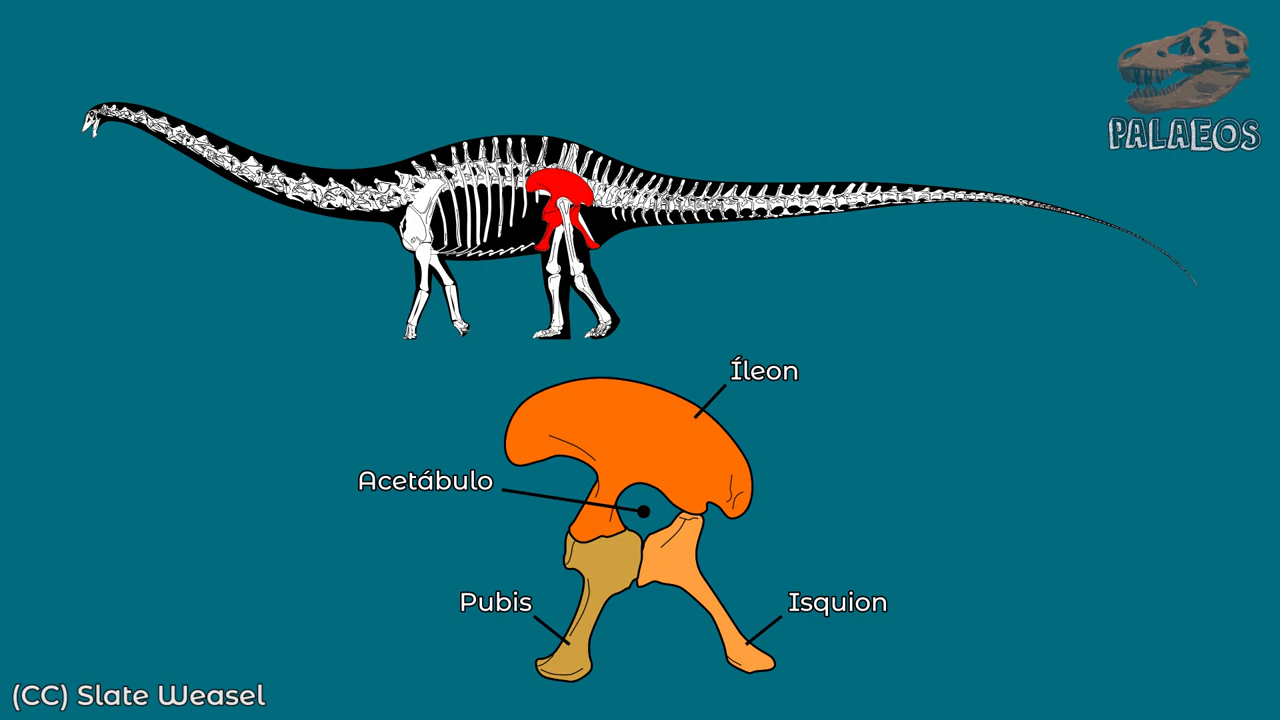 PALAEOS
Íleon
Acetábulo
Pubis
Isquion
(CC) Slate Weasel